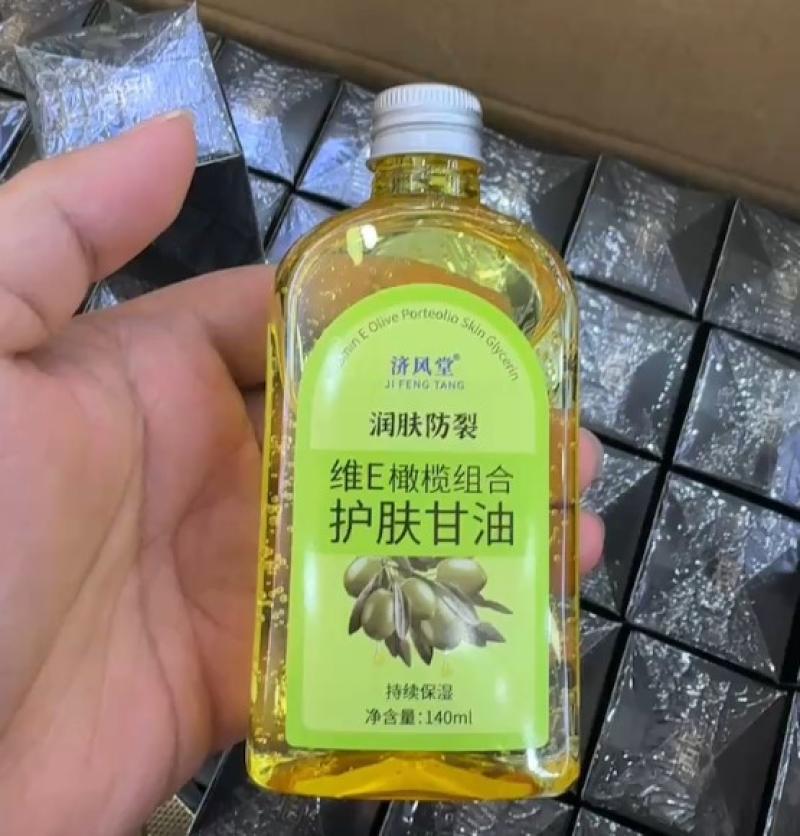 E Olive Porteolio Skin Glycerin
济风堂®
JI FENG TANG
润肤防裂
维E橄榄组合
护肤甘油
持续保湿
净含量:140ml